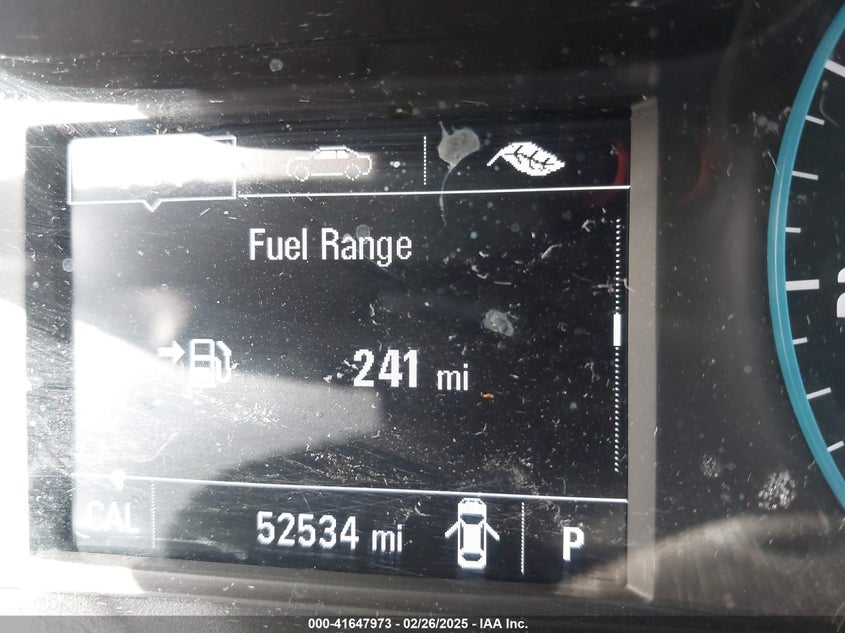 Fuel Range
241 mi
CAL
52534 mi
P
000-41647973 - 02/26/2025 - IAA Inc.